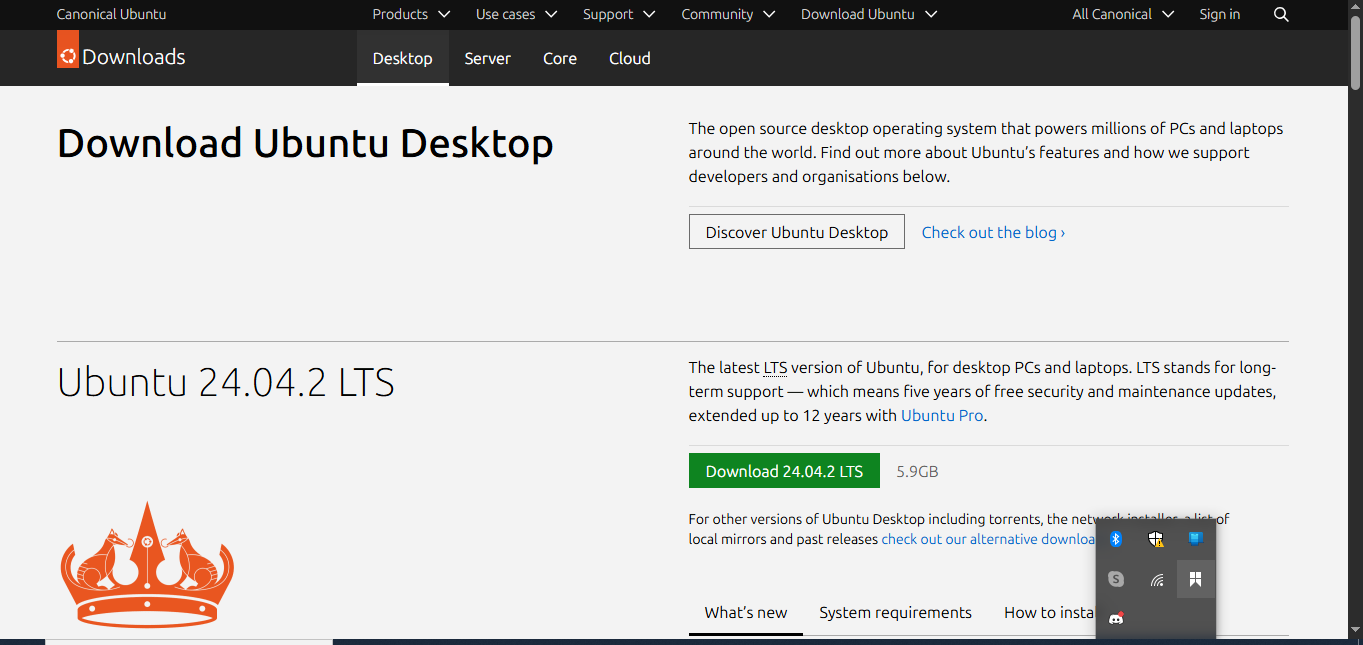 Canonical Ubuntu
Products
Use cases
Support
Community
Download Ubuntu
All Canonical
Sign in
Downloads
Desktop
Server
Core
Cloud
Download Ubuntu Desktop
The open source desktop operating system that powers millions of PCs and laptops
around the world. Find out more about Ubuntu’s features and how we support
developers and organisations below.
Discover Ubuntu Desktop
Check out the blog ›
Ubuntu 24.04.2 LTS
The latest LTS version of Ubuntu, for desktop PCs and laptops. LTS stands for long-
term support — which means five years of free security and maintenance updates,
extended up to 12 years with Ubuntu Pro.
Download 24.04.2 LTS
5.9GB
For other versions of Ubuntu Desktop including torrents, the network installer, a list of
local mirrors and past releases check out our alternative downloa
What’s new
System requirements
How to insta